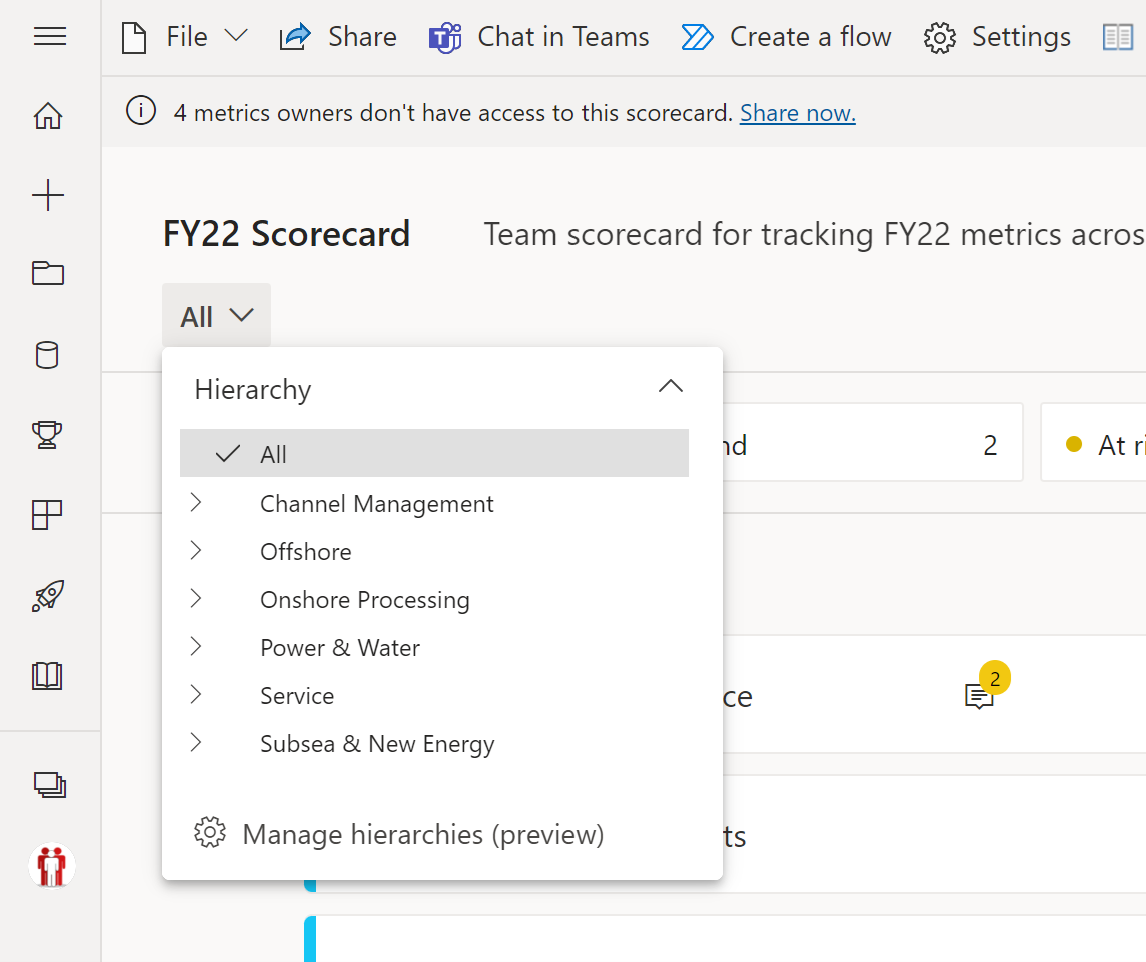 File Share Chat in Teams Create a flow Settings
4 metrics owners don't have access to this scorecard. Share now.
FY22 Scorecard Team scorecard for tracking FY22 metrics acros
All
Hierarchy
All
nd 2 At ri
Channel Management
Offshore
Onshore Processing
Power & Water
Service
ce 2
Subsea & New Energy
Manage hierarchies (preview)
ts